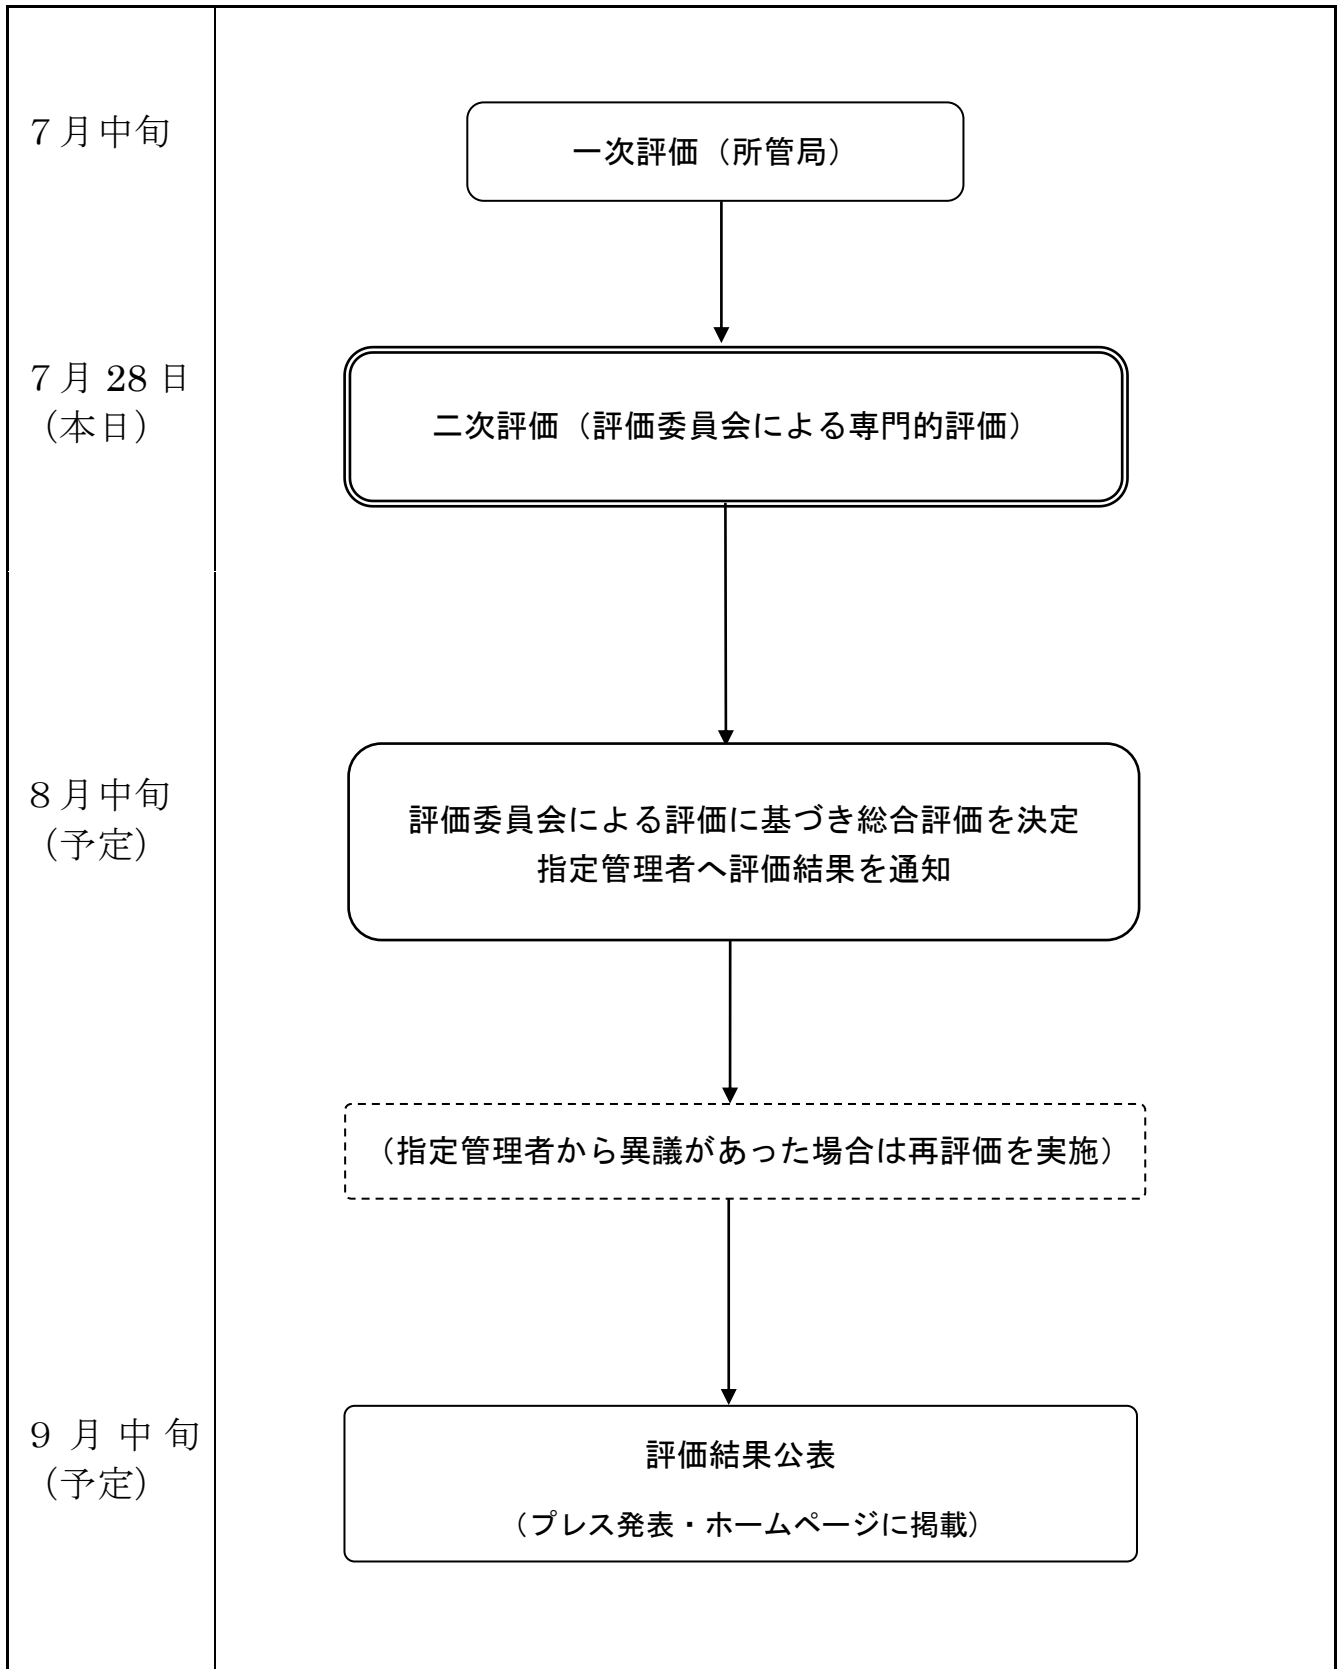 ７月中旬
一次評価（所管局）
７月 28 日
（本日）
二次評価（評価委員会による専門的評価）
８月中旬
（予定）
評価委員会による評価に基づき総合評価を決定
指定管理者へ評価結果を通知
（指定管理者から異議があった場合は再評価を実施）
９月中旬
（予定）
評価結果公表
（プレス発表・ホームページに掲載）